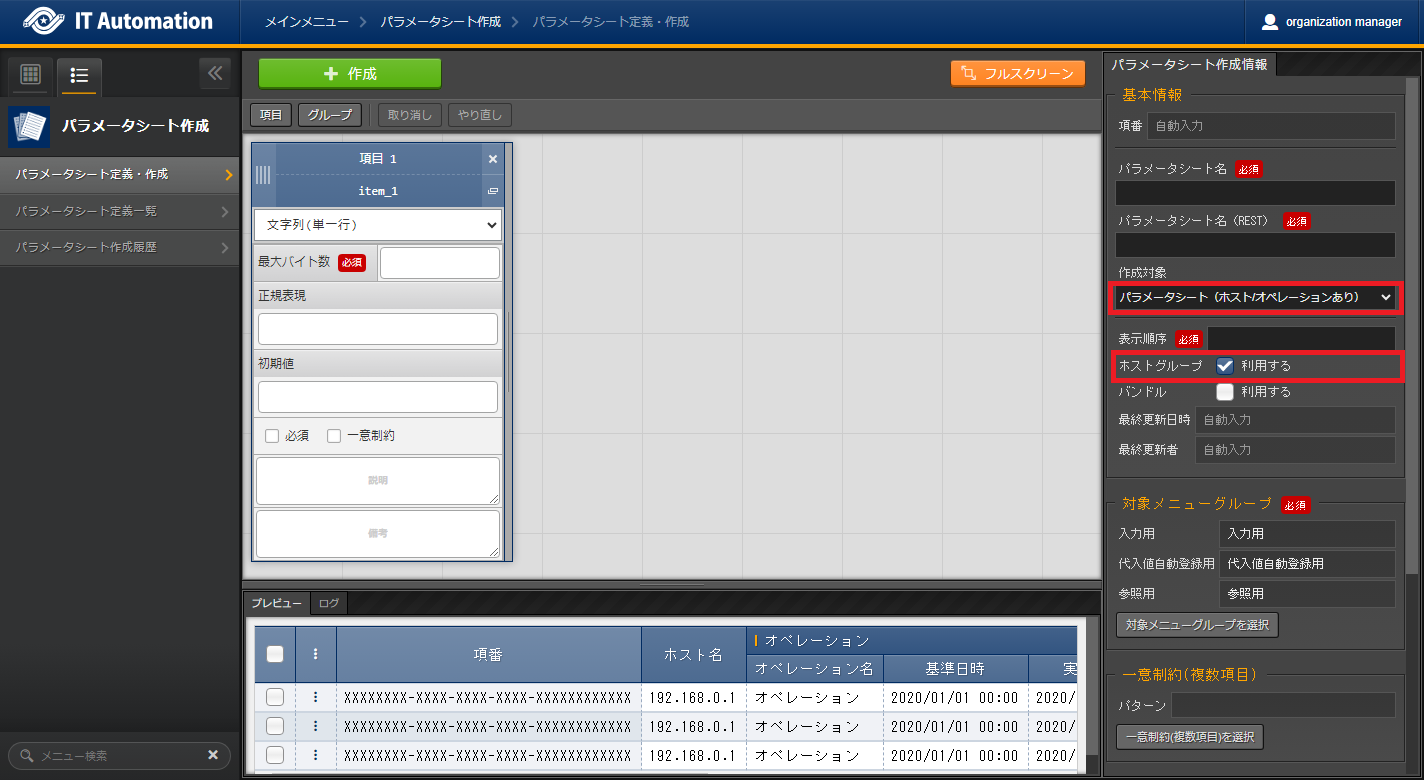 IT Automation
メインメニュー > パラメータシート作成 > パラメータシート定義・作成
organization manager
パラメータシート作成
パラメータシート定義・作成
パラメータシート定義一覧
パラメータシート作成履歴
メニュー検索
作成
フルスクリーン
項目 グループ 取り消し やり直し
項目 1
item_1
文字列(単一行)
最大バイト数 必須
正規表現
初期値
必須 一意制約
説明
備考
プレビュー ログ
項番 ホスト名 オペレーション
オペレーション名 基準日時 実
XXXXXXXX-XXXX-XXXX-XXXX-XXXXXXXXXXXX 192.168.0.1 オペレーション 2020/01/01 00:00 2020/
XXXXXXXX-XXXX-XXXX-XXXX-XXXXXXXXXXXX 192.168.0.1 オペレーション 2020/01/01 00:00 2020/
XXXXXXXX-XXXX-XXXX-XXXX-XXXXXXXXXXXX 192.168.0.1 オペレーション 2020/01/01 00:00 2020/
パラメータシート作成情報
基本情報
項番 自動入力
パラメータシート名 必須
パラメータシート名（REST） 必須
作成対象
パラメータシート（ホスト/オペレーションあり）
表示順序 必須
ホストグループ 利用する
バンドル 利用する
最終更新日時 自動入力
最終更新者 自動入力
対象メニューグループ 必須
入力用 入力用
代入値自動登録用 代入値自動登録用
参照用 参照用
対象メニューグループを選択
一意制約(複数項目)
パターン
一意制約(複数項目)を選択